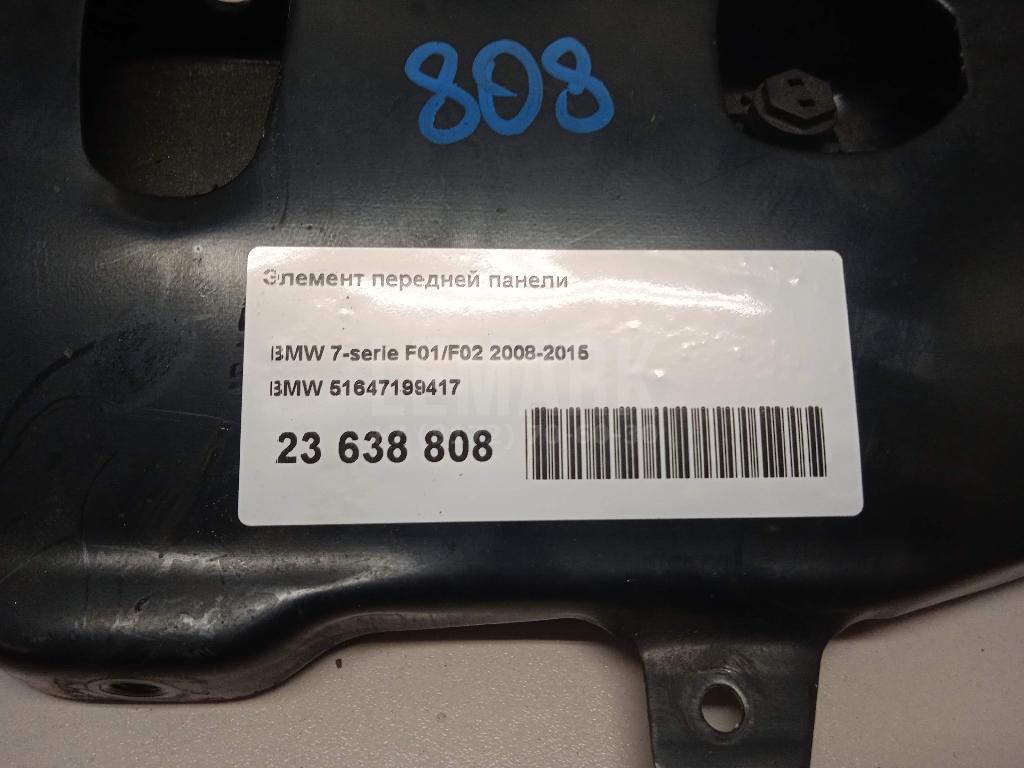 808
Элемент передней панели
BMW 7-serie F01/F02 2008-2015
BMW 51647199417
23 638 808